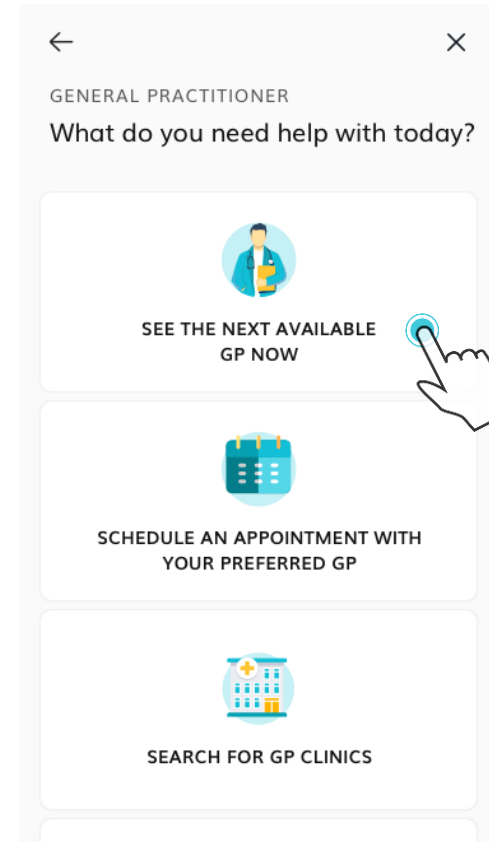 GENERAL PRACTITIONER
What do you need help with today?
SEE THE NEXT AVAILABLE
GP NOW
SCHEDULE AN APPOINTMENT WITH
YOUR PREFERRED GP
SEARCH FOR GP CLINICS